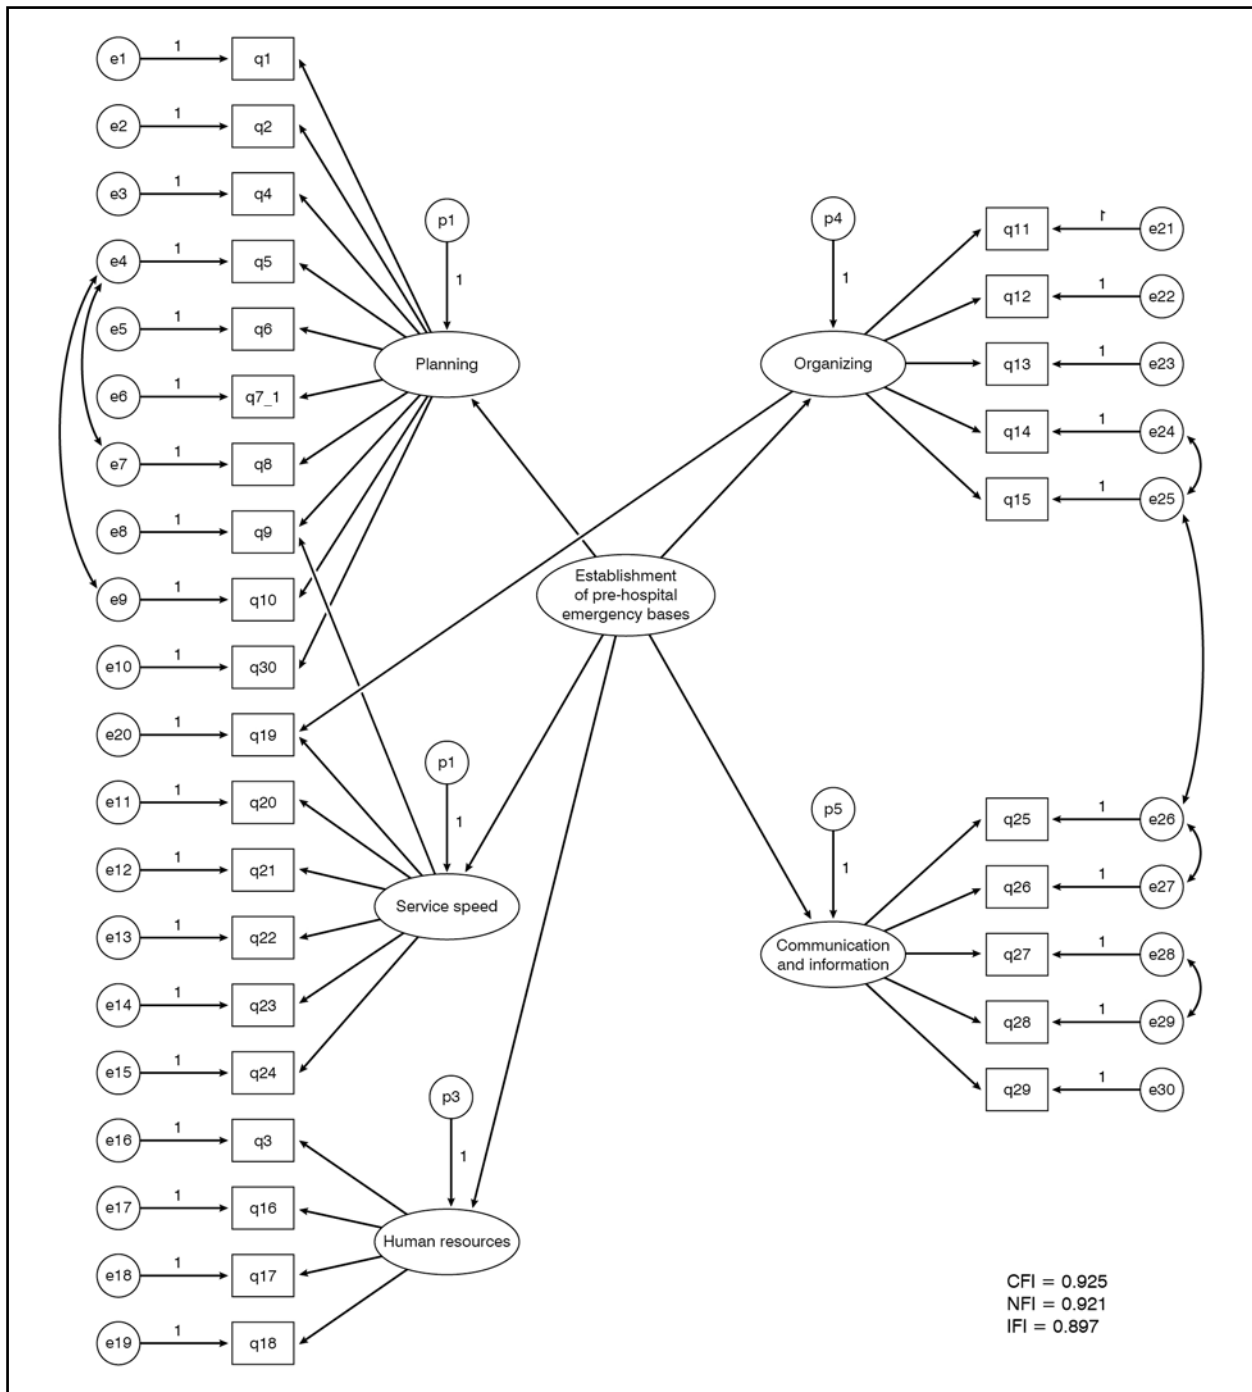 e1 1 q1
e2 1 q2
e3 1 q4
e4 1 q5
e5 1 q6
e6 1 q7_1
e7 1 q8
e8 1 q9
e9 1 q10
e10 1 q30
e20 1 q19
e11 1 q20
e12 1 q21
e13 1 q22
e14 1 q23
e15 1 q24
e16 1 q3
e17 1 q16
e18 1 q17
e19 1 q18
p1
1
Planning
p1
1
Service speed
p3
1
Human resources
Establishment
of pre-hospital
emergency bases
p4
1
Organizing
p5
1
Communication
and information
q11 1 e21
q12 1 e22
q13 1 e23
q14 1 e24
q15 1 e25
q25 1 e26
q26 1 e27
q27 1 e28
q28 1 e29
q29 1 e30
CFI = 0.925
NFI = 0.921
IFI = 0.897